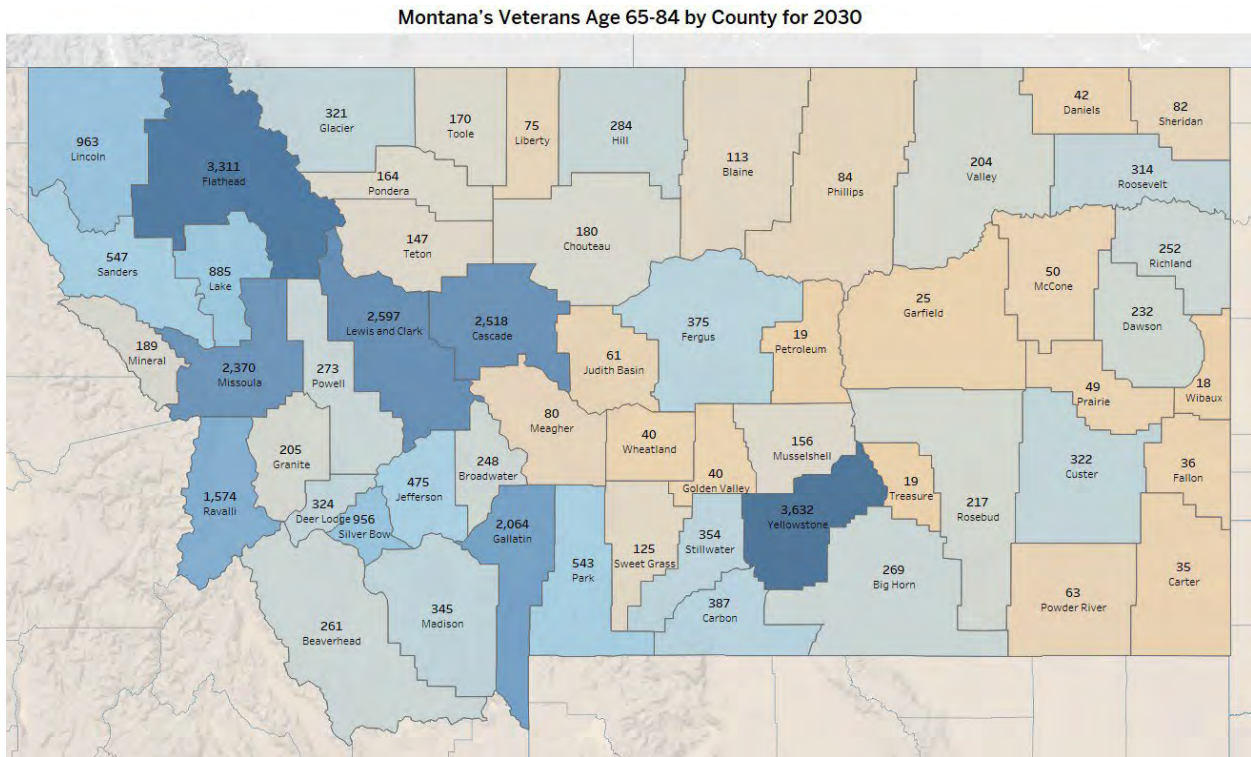 Montana's Veterans Age 65-84 by County for 2030
963
Lincoln
3,311
Flathead
321
Glacier
170
Toole
75
Liberty
284
Hill
113
Blaine
84
Phillips
204
Valley
42
Daniels
82
Sheridan
314
Roosevelt
164
Pondera
147
Teton
180
Chouteau
547
Sanders
885
Lake
252
Richland
50
McCone
232
Dawson
25
Garfield
189
Mineral
2,370
Missoula
273
Powell
2,597
Lewis and Clark
2,518
Cascade
61
Judith Basin
375
Fergus
19
Petroleum
49
Prairie
18
Wibaux
205
Granite
80
Meagher
40
Wheatland
40
Golden Valley
156
Musselshell
322
Custer
36
Fallon
1,574
Ravalli
324
Deer Lodge
956
Silver Bow
475
Jefferson
248
Broadwater
2,064
Gallatin
543
Park
125
Sweet Grass
354
Stillwater
3,632
Yellowstone
19
Treasure
217
Rosebud
261
Beaverhead
345
Madison
387
Carbon
269
Big Horn
63
Powder River
35
Carter